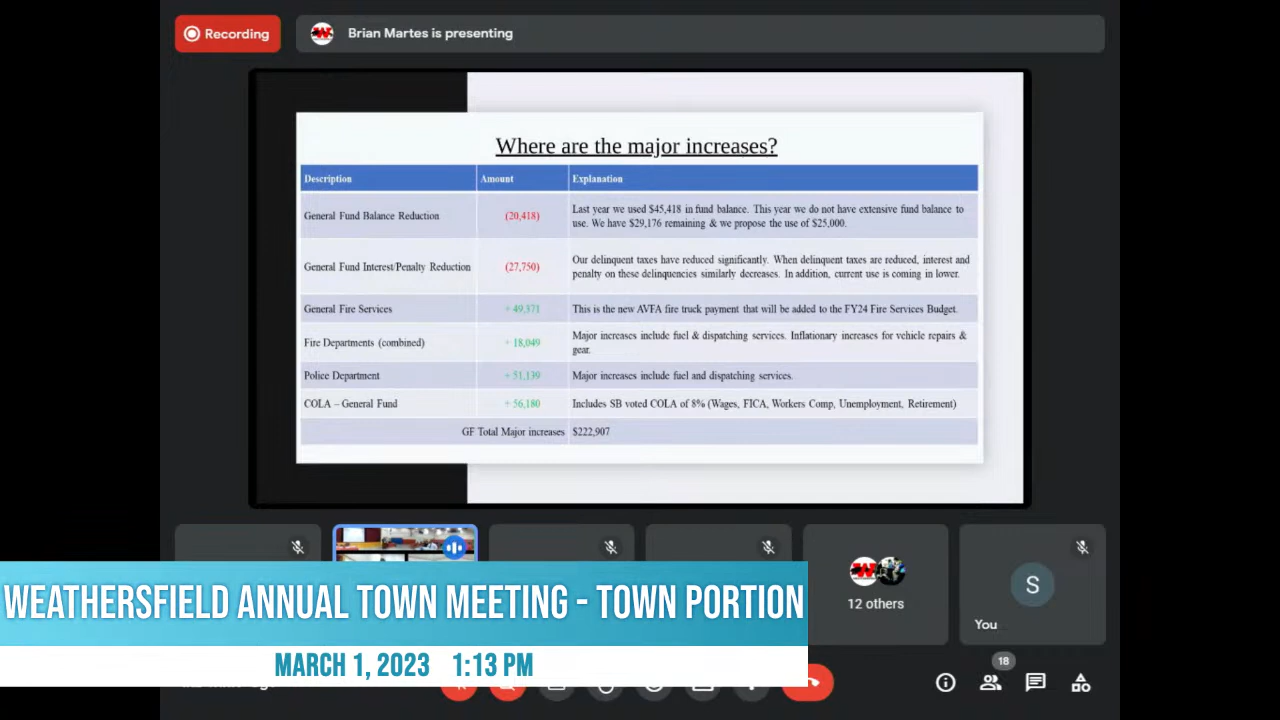 Recording
Brian Martes is presenting
Where are the major increases?
Description Amount Explanation
General Fund Balance Reduction (20,418) Last year we used $45,418 in fund balance. This year we do not have extensive fund balance to
use. We have $29,176 remaining & we propose the use of $25,000.
General Fund Interest/Penalty Reduction (27,750) Our delinquent taxes have reduced significantly. When delinquent taxes are reduced, interest and
penalty on these delinquencies similarly decreases. In addition, current use is coming in lower.
General Fire Services + 49,371 This is the new AVFA fire truck payment that will be added to the FY24 Fire Services Budget.
Fire Departments (combined) + 18,049 Major increases include fuel & dispatching services. Inflationary increases for vehicle repairs &
gear.
Police Department + 51,139 Major increases include fuel and dispatching services.
COLA – General Fund + 56,180 Includes SB voted COLA of 8% (Wages, FICA, Workers Comp, Unemployment, Retirement)
GF Total Major increases $222,907
12 others
S
You
WEATHERSFIELD ANNUAL TOWN MEETING - TOWN PORTION
MARCH 1, 2023 1:13 PM
18